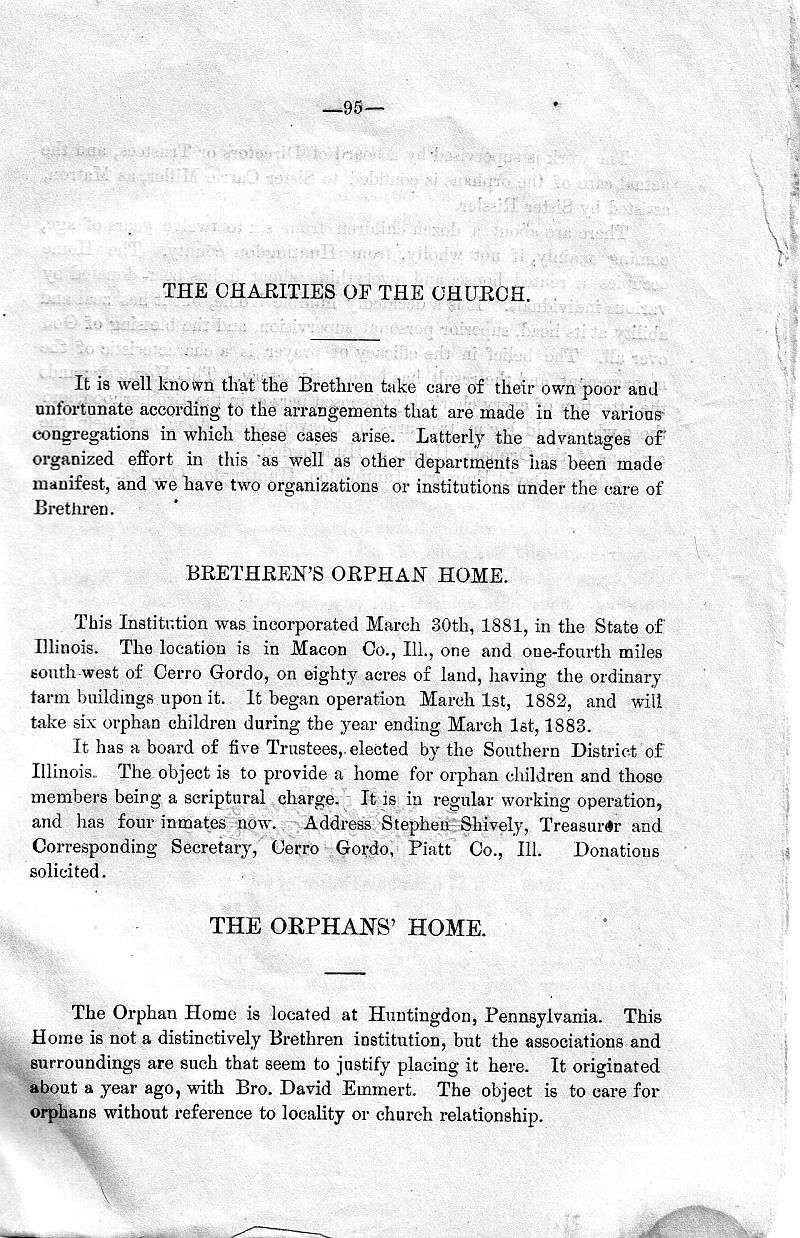 —95—
THE CHARITIES OF THE CHURCH.
It is well known that the Brethren take care of their own poor and
unfortunate according to the arrangements that are made in the various
congregations in which these cases arise. Latterly the advantages of
organized effort in this as well as other departments has been made
manifest, and we have two organizations or institutions under the care of
Brethren.
BRETHREN'S ORPHAN HOME.
This Institution was incorporated March 30th, 1881, in the State of
Illinois. The location is in Macon Co., Ill., one and one-fourth miles
south-west of Cerro Gordo, on eighty acres of land, having the ordinary
farm buildings upon it. It began operation March 1st, 1882, and will
take six orphan children during the year ending March 1st, 1883.
It has a board of five Trustees, elected by the Southern District of
Illinois. The object is to provide a home for orphan children and those
members being a scriptural charge. It is in regular working operation,
and has four inmates now. Address Stephen Shively, Treasurer and
Corresponding Secretary, Cerro Gordo, Piatt Co., Ill. Donations
solicited.
THE ORPHANS' HOME.
The Orphan Home is located at Huntingdon, Pennsylvania. This
Home is not a distinctively Brethren institution, but the associations and
surroundings are such that seem to justify placing it here. It originated
about a year ago, with Bro. David Emmert. The object is to care for
orphans without reference to locality or church relationship.